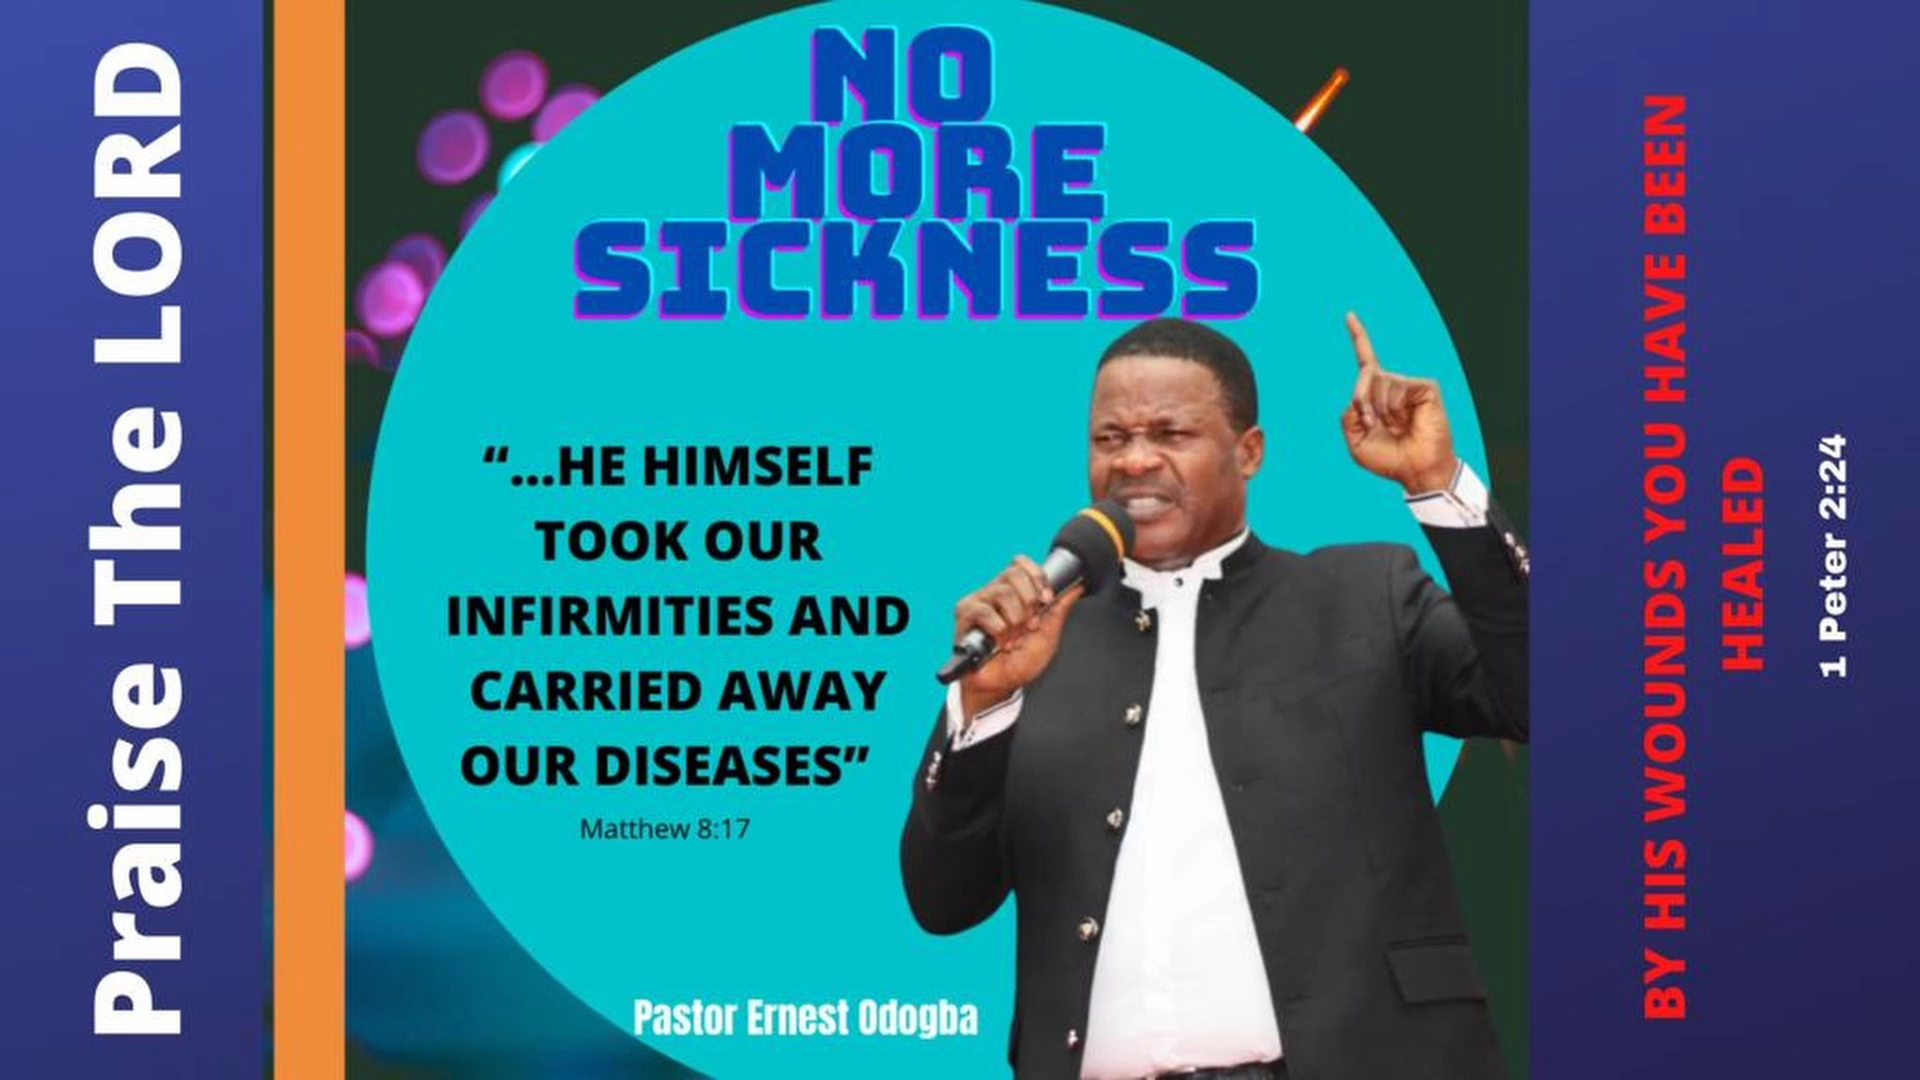 Praise The LORD
NO
MORE
SICKNESS
“...HE HIMSELF
TOOK OUR
INFIRMITIES AND
CARRIED AWAY
OUR DISEASES”
Matthew 8:17
Pastor Ernest Odogba
BY HIS WOUNDS YOU HAVE BEEN
HEALED
1 Peter 2:24